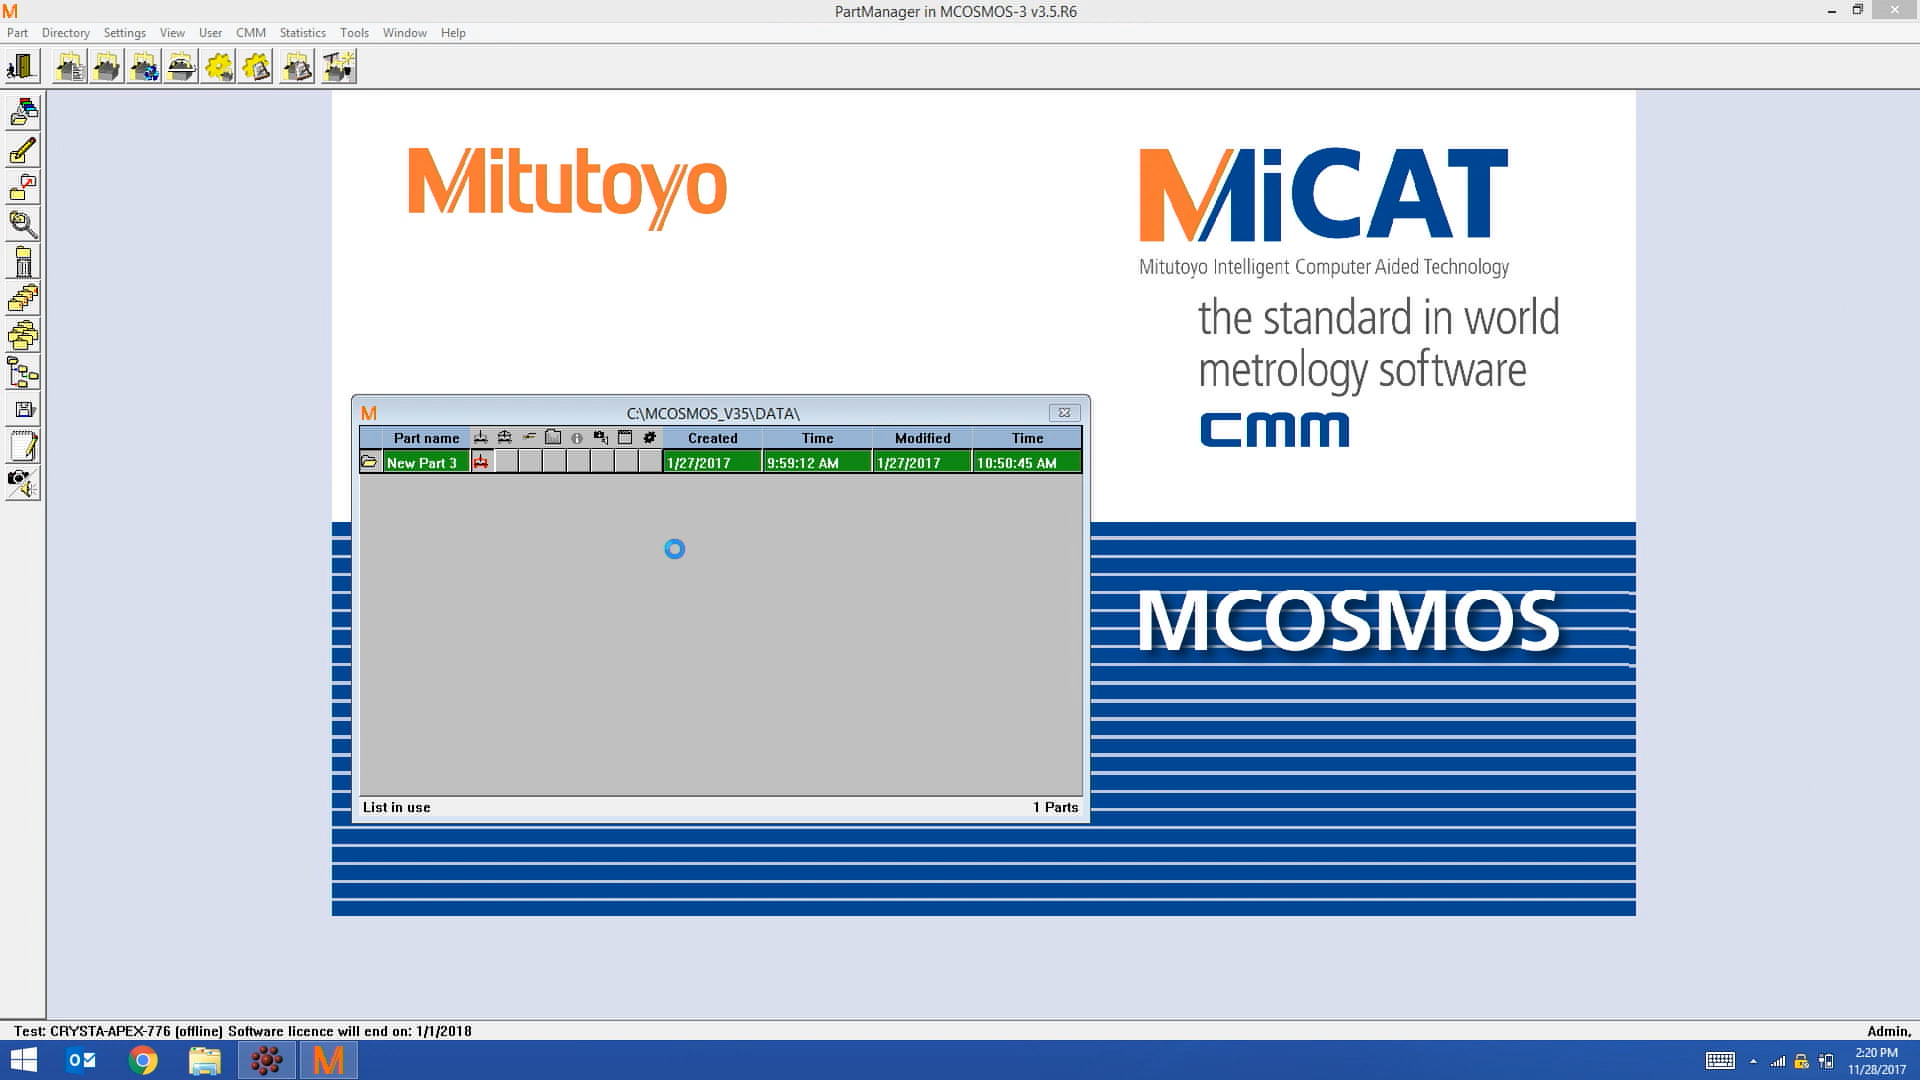 PartManager in MCOSMOS-3 v3.5.R6
Part Directory Settings View User CMM Statistics Tools Window Help
Mitutoyo
MiCAT
Mitutoyo Intelligent Computer Aided Technology
the standard in world
metrology software
cmm
C:\MCOSMOS_V35\DATA\
Part name Created Time Modified Time
New Part 3 1/27/2017 9:59:12 AM 1/27/2017 10:50:45 AM
MCOSMOS
List in use 1 Parts
Test: CRYSTA-APEX-776 (offline) Software licence will end on: 1/1/2018 Admin,
2:20 PM
11/28/2017